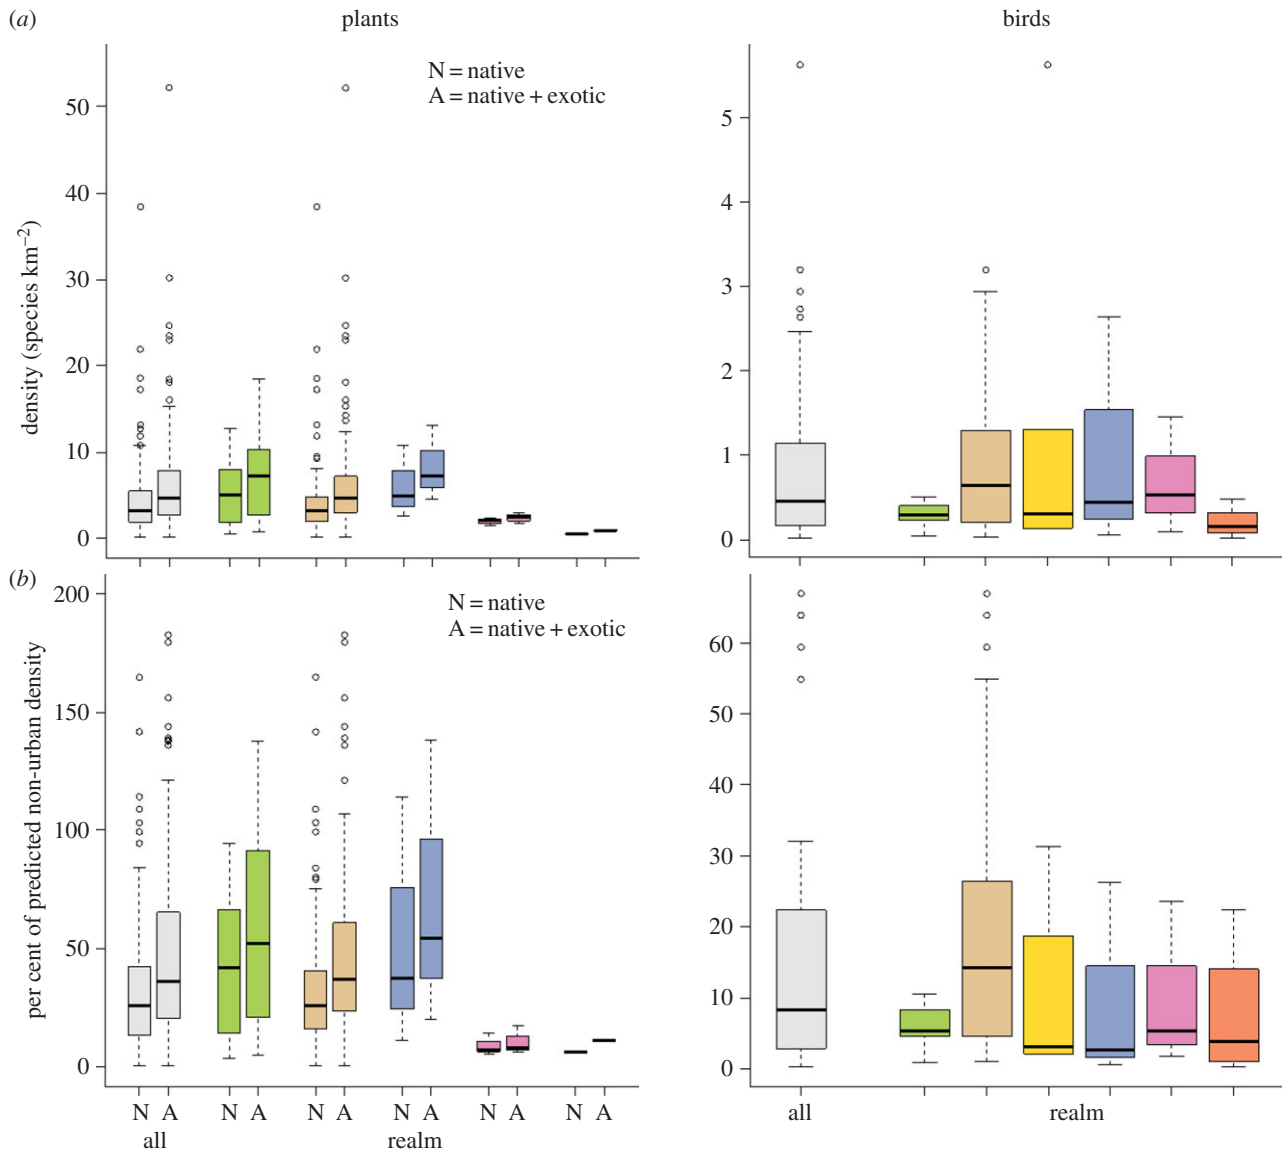 (a)
plants
birds
N = native
A = native + exotic
density (species km⁻²)
50
40
30
20
10
0
5
4
3
2
1
0
(b)
N = native
A = native + exotic
per cent of predicted non-urban density
200
150
100
50
0
60
50
40
30
20
10
0
N A N A N A N A N A N A
all realm
all realm